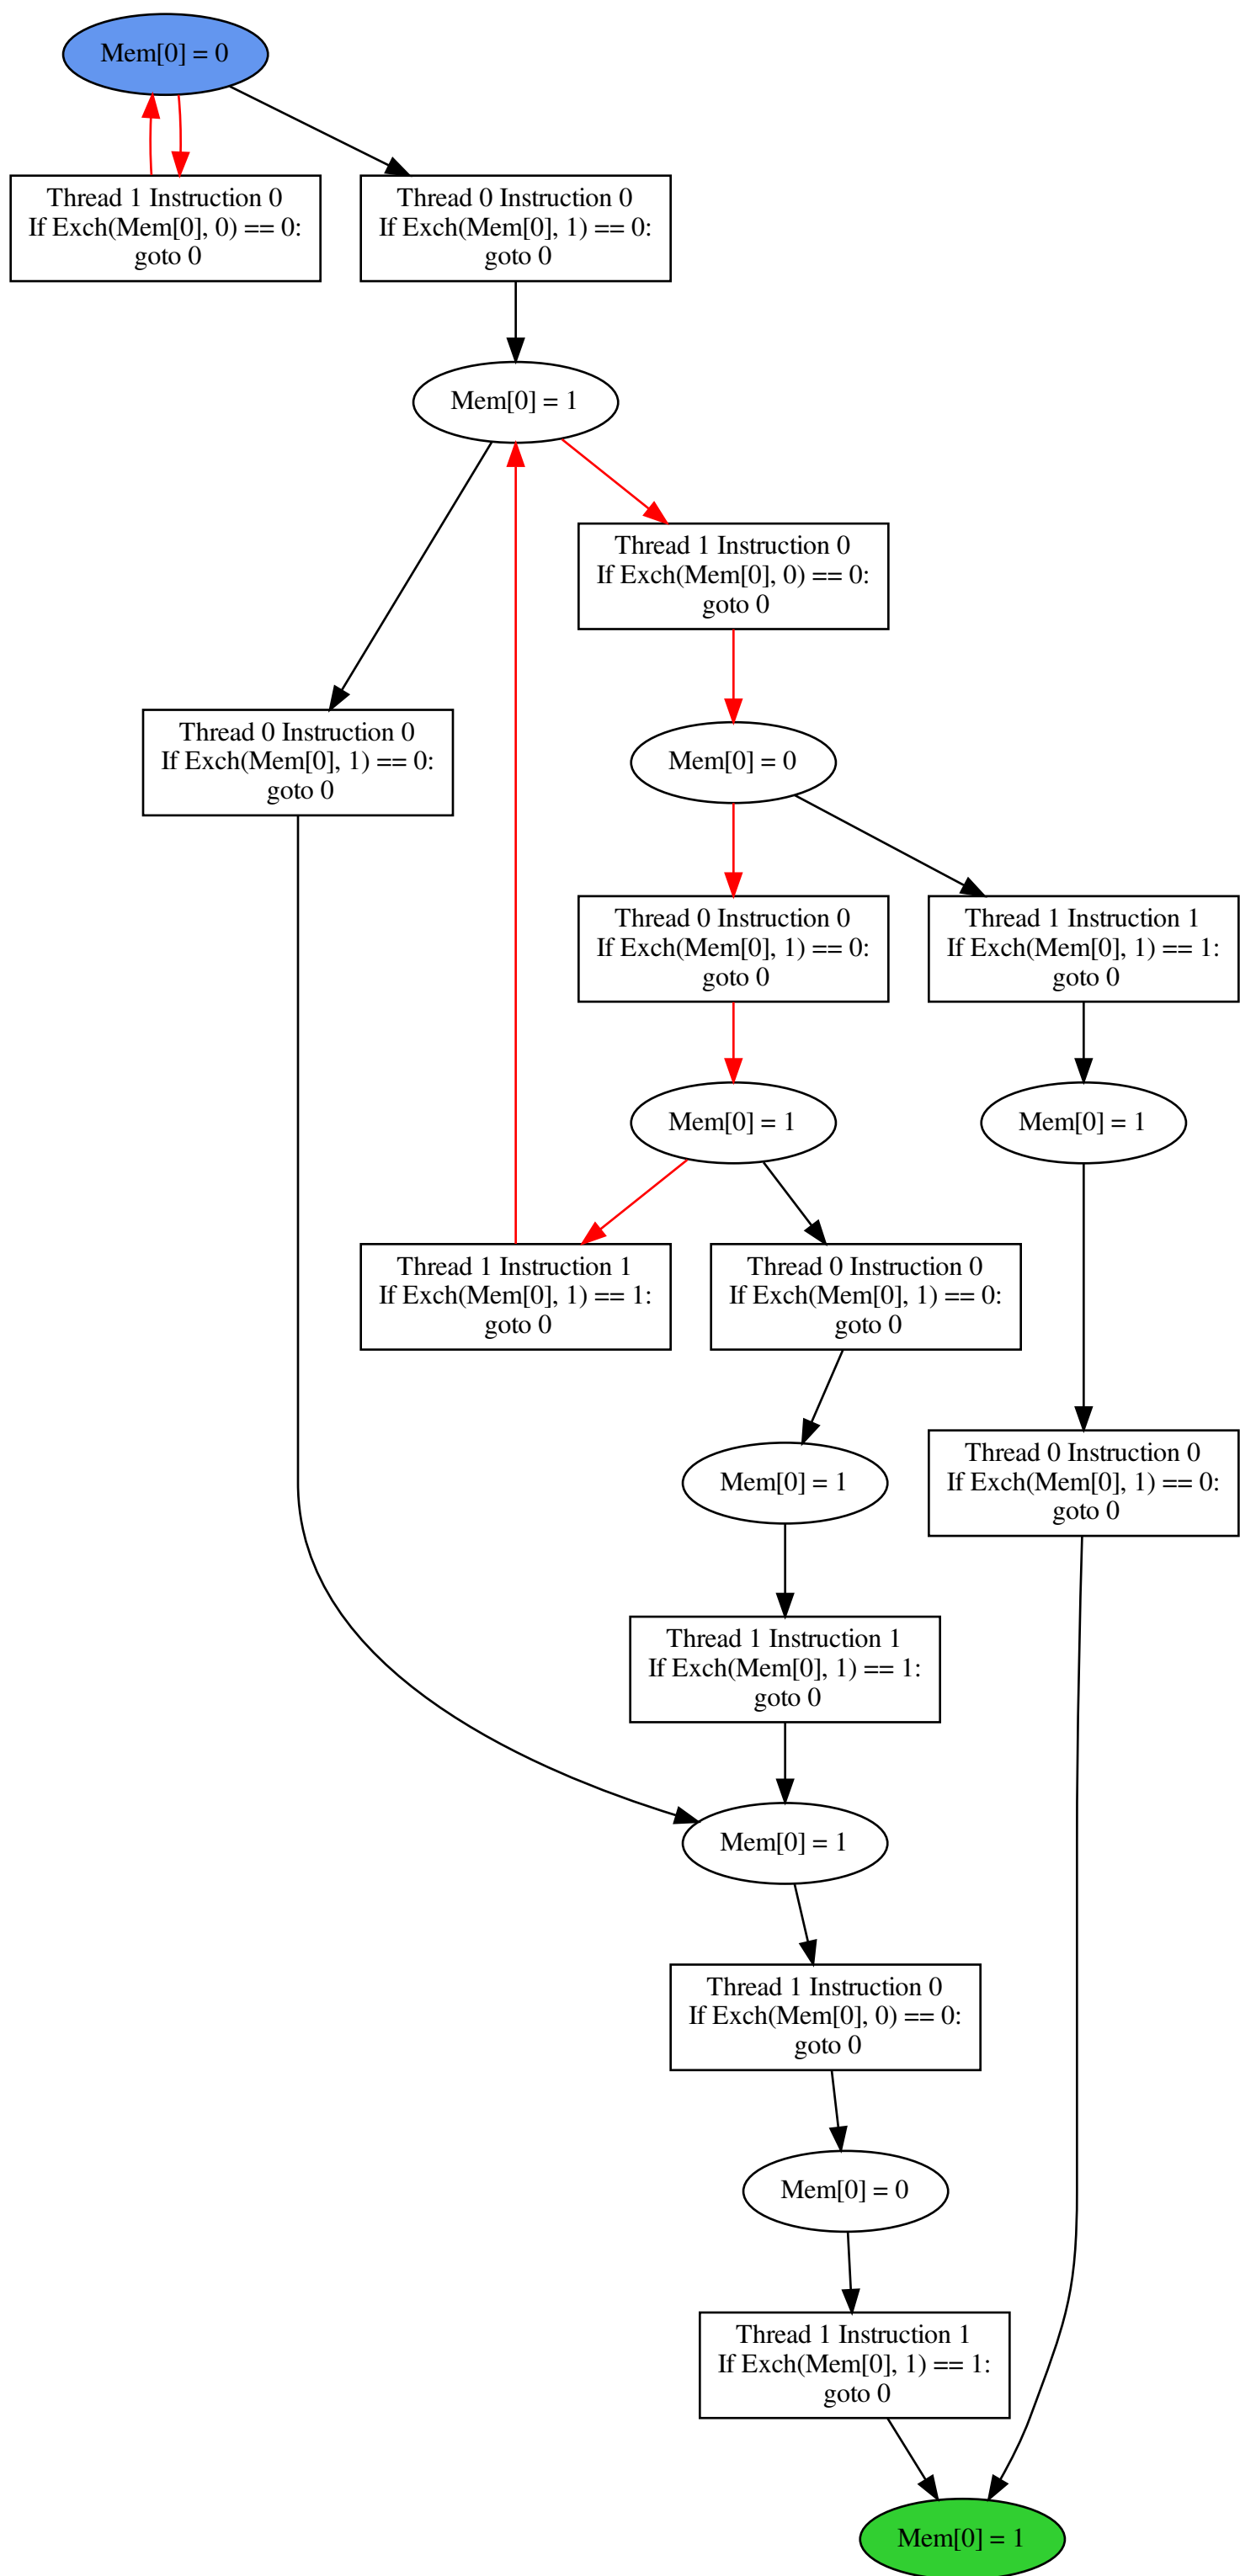 Mem[0] = 0
Thread 1 Instruction 0
If Exch(Mem[0], 0) == 0:
goto 0
Thread 0 Instruction 0
If Exch(Mem[0], 1) == 0:
goto 0
Mem[0] = 1
Thread 1 Instruction 0
If Exch(Mem[0], 0) == 0:
goto 0
Thread 0 Instruction 0
If Exch(Mem[0], 1) == 0:
goto 0
Mem[0] = 0
Thread 0 Instruction 0
If Exch(Mem[0], 1) == 0:
goto 0
Thread 1 Instruction 1
If Exch(Mem[0], 1) == 1:
goto 0
Mem[0] = 1
Mem[0] = 1
Thread 1 Instruction 1
If Exch(Mem[0], 1) == 1:
goto 0
Thread 0 Instruction 0
If Exch(Mem[0], 1) == 0:
goto 0
Mem[0] = 1
Thread 0 Instruction 0
If Exch(Mem[0], 1) == 0:
goto 0
Thread 1 Instruction 1
If Exch(Mem[0], 1) == 1:
goto 0
Mem[0] = 1
Thread 1 Instruction 0
If Exch(Mem[0], 0) == 0:
goto 0
Mem[0] = 0
Thread 1 Instruction 1
If Exch(Mem[0], 1) == 1:
goto 0
Mem[0] = 1